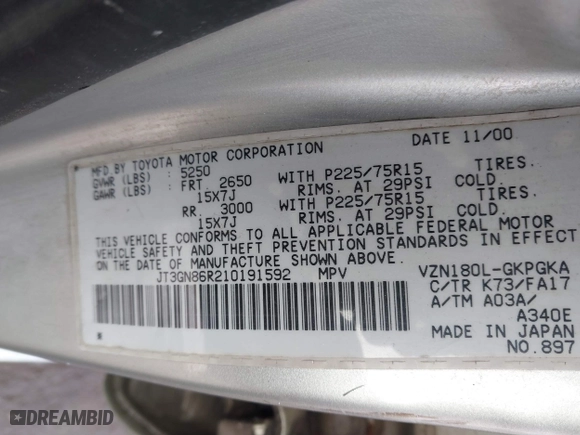 MFD. BY TOYOTA MOTOR CORPORATION DATE 11/00
GVWR (LBS) : 5250
GAWR (LBS) : FRT. 2650 WITH P225/75R15 TIRES.
15X7J RIMS. AT 29PSI COLD.
RR. 3000 WITH P225/75R15 TIRES.
15X7J RIMS. AT 29PSI COLD.
THIS VEHICLE CONFORMS TO ALL APPLICABLE FEDERAL MOTOR
VEHICLE SAFETY AND THEFT PREVENTION STANDARDS IN EFFECT
ON THE DATE OF MANUFACTURE SHOWN ABOVE.
JT3GN86R210191592 MPV VZN180L-GKPGKA
C/TR K73/FA17
A/TM A03A/
A340E
MADE IN JAPAN
NO.897
DREAMBID